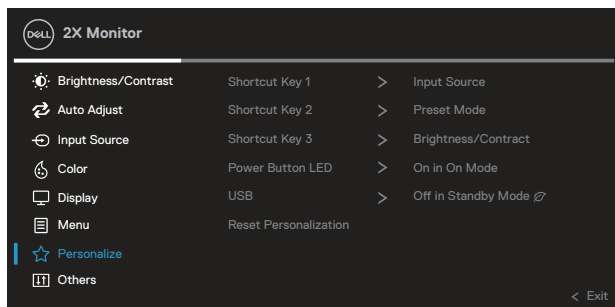 DELL 2X Monitor
Brightness/Contrast Shortcut Key 1 > Input Source
Auto Adjust Shortcut Key 2 > Preset Mode
Input Source Shortcut Key 3 > Brightness/Contract
Color Power Button LED > On in On Mode
Display USB > Off in Standby Mode
Menu Reset Personalization
Personalize
Others
< Exit